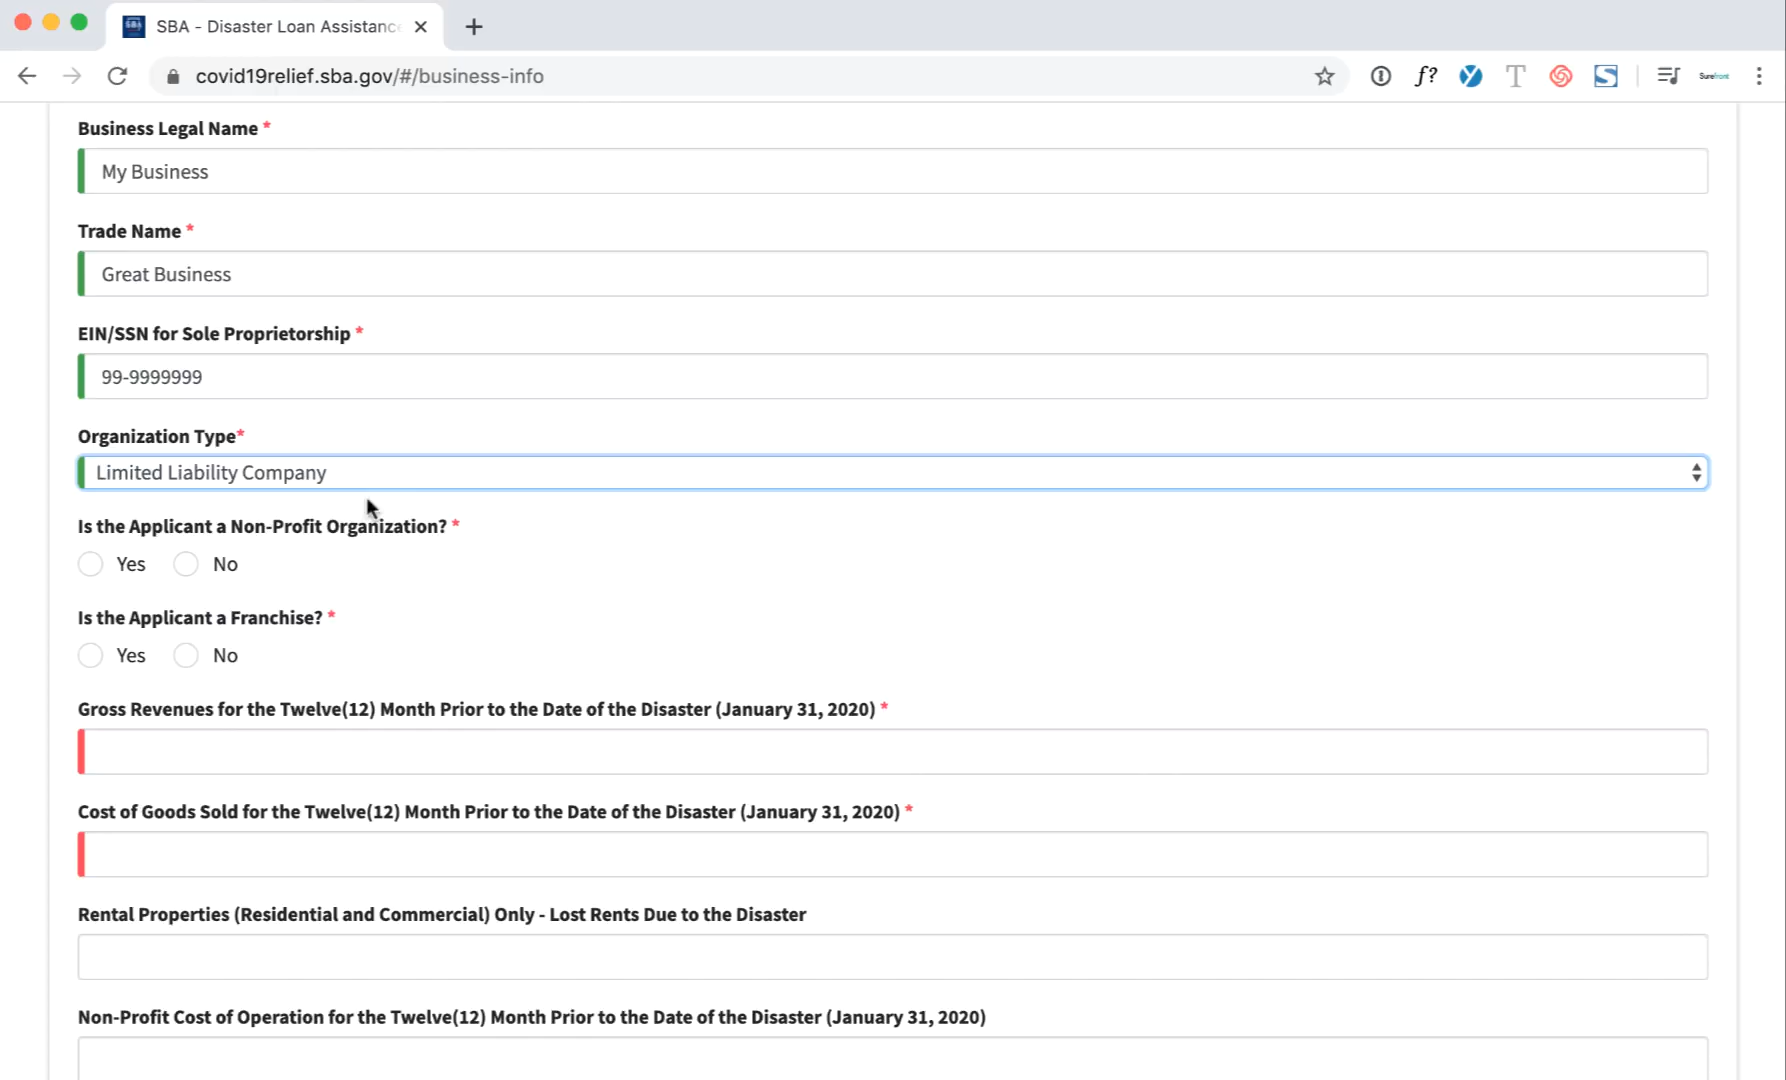 SBA - Disaster Loan Assistance
covid19relief.sba.gov/#/business-info
f?
y
T
S
Surefront
Business Legal Name *
My Business
Trade Name *
Great Business
EIN/SSN for Sole Proprietorship *
99-9999999
Organization Type*
Limited Liability Company
Is the Applicant a Non-Profit Organization? *
Yes No
Is the Applicant a Franchise? *
Yes No
Gross Revenues for the Twelve(12) Month Prior to the Date of the Disaster (January 31, 2020) *
Cost of Goods Sold for the Twelve(12) Month Prior to the Date of the Disaster (January 31, 2020) *
Rental Properties (Residential and Commercial) Only - Lost Rents Due to the Disaster
Non-Profit Cost of Operation for the Twelve(12) Month Prior to the Date of the Disaster (January 31, 2020)